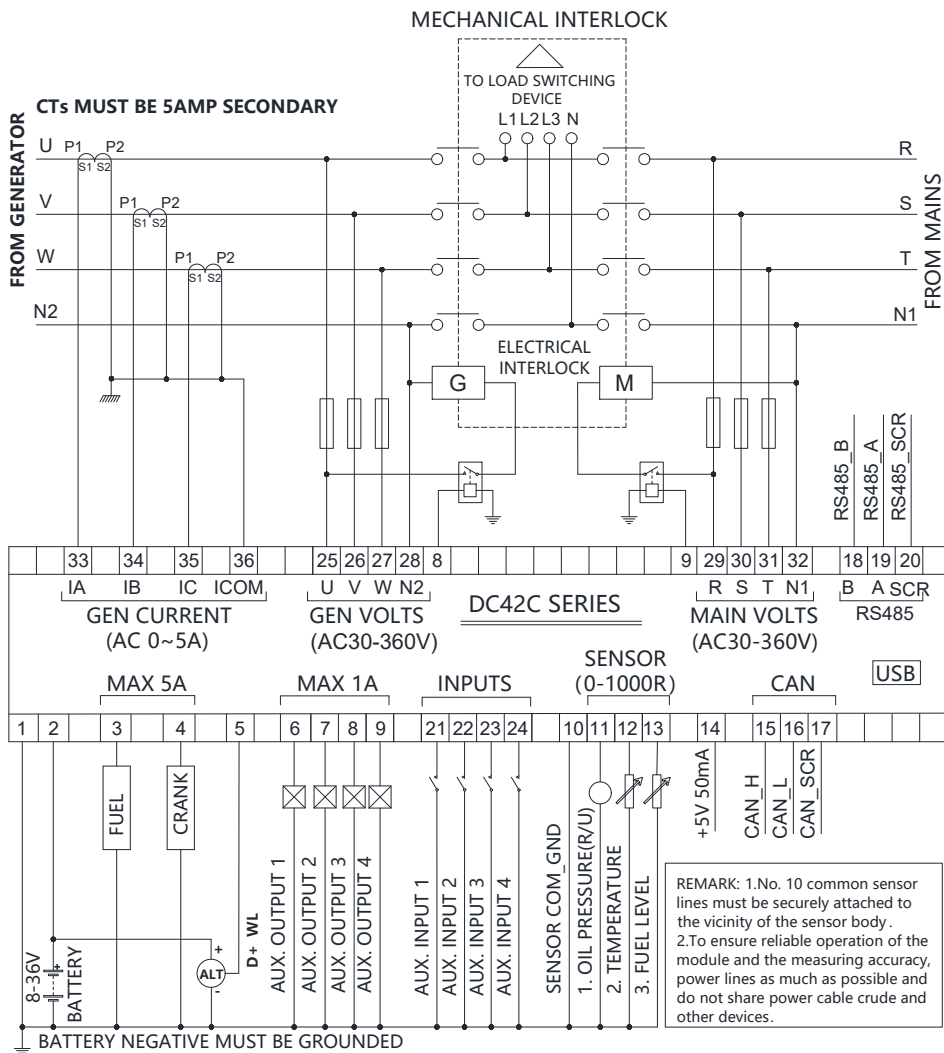 MECHANICAL INTERLOCK
TO LOAD SWITCHING
DEVICE
L1 L2 L3 N
CTs MUST BE 5AMP SECONDARY
FROM GENERATOR
U P1 P2
S1 S2
V P1 P2
S1 S2
W P1 P2
S1 S2
N2
R
S
T
N1
FROM MAINS
ELECTRICAL
INTERLOCK
G
M
RS485_B
RS485_A
RS485_SCR
33 34 35 36 25 26 27 28 8 9 29 30 31 32 18 19 20
IA IB IC ICOM U V W N2 R S T N1 B A SCR
GEN CURRENT
(AC 0~5A)
GEN VOLTS
(AC30-360V)
DC42C SERIES
MAIN VOLTS
(AC30-360V)
RS485
USB
MAX 5A
MAX 1A
INPUTS
SENSOR
(0-1000R)
CAN
1 2 3 4 5 6 7 8 9 21 22 23 24 10 11 12 13 14 15 16 17
8-36V
BATTERY
+
FUEL
CRANK
+
ALT
-
D+ WL
AUX. OUTPUT 1
AUX. OUTPUT 2
AUX. OUTPUT 3
AUX. OUTPUT 4
AUX. INPUT 1
AUX. INPUT 2
AUX. INPUT 3
AUX. INPUT 4
SENSOR COM_GND
1. OIL PRESSURE(R/U)
2. TEMPERATURE
3. FUEL LEVEL
+5V 50mA
CAN_H
CAN_L
CAN_SCR
REMARK: 1.No. 10 common sensor
lines must be securely attached to
the vicinity of the sensor body .
2.To ensure reliable operation of the
module and the measuring accuracy,
power lines as much as possible and
do not share power cable crude and
other devices.
BATTERY NEGATIVE MUST BE GROUNDED